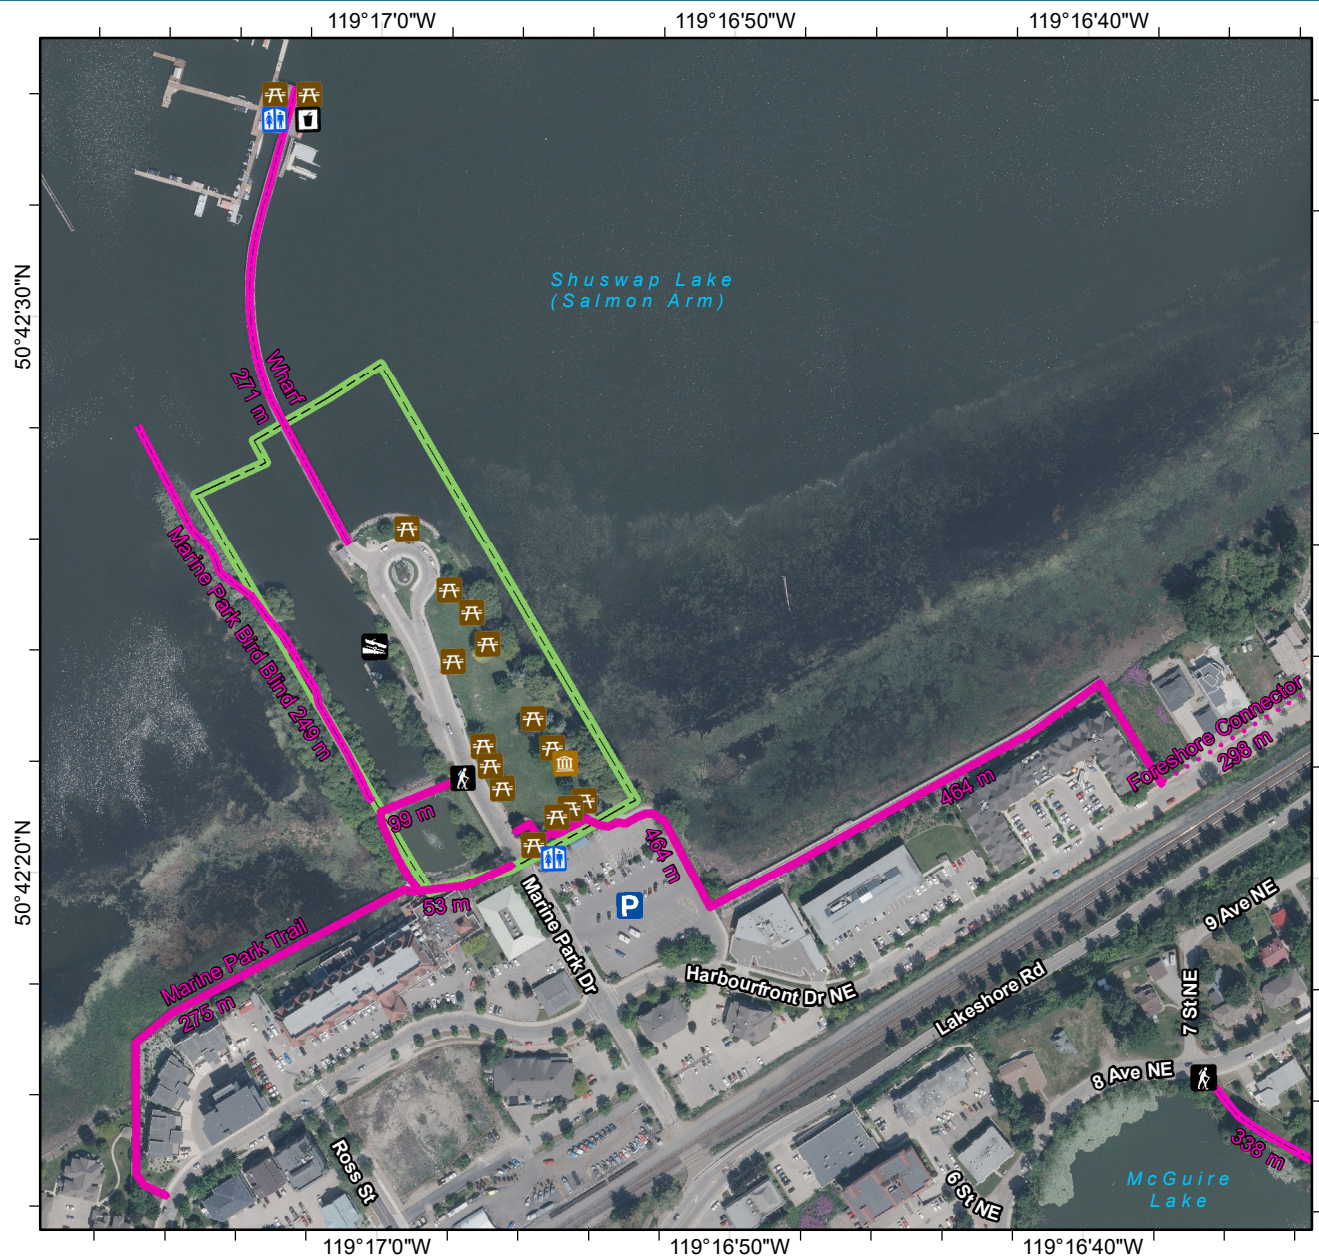 119°17'0"W
119°16'50"W
119°16'40"W
50°42'30"N
Shuswap Lake
(Salmon Arm)
Wharf
271 m
Marine Park Bird Blind 249 m
Foreshore Connector
298 m
464 m
99 m
464 m
50°42'20"N
53 m
P
Marine Park Dr
9 Ave NE
Marine Park Trail
275 m
Harbourfront Dr NE
Lakeshore Rd
7 St NE
8 Ave NE
338 m
Ross St
6 St NE
McGuire
Lake
119°17'0"W
119°16'50"W
119°16'40"W